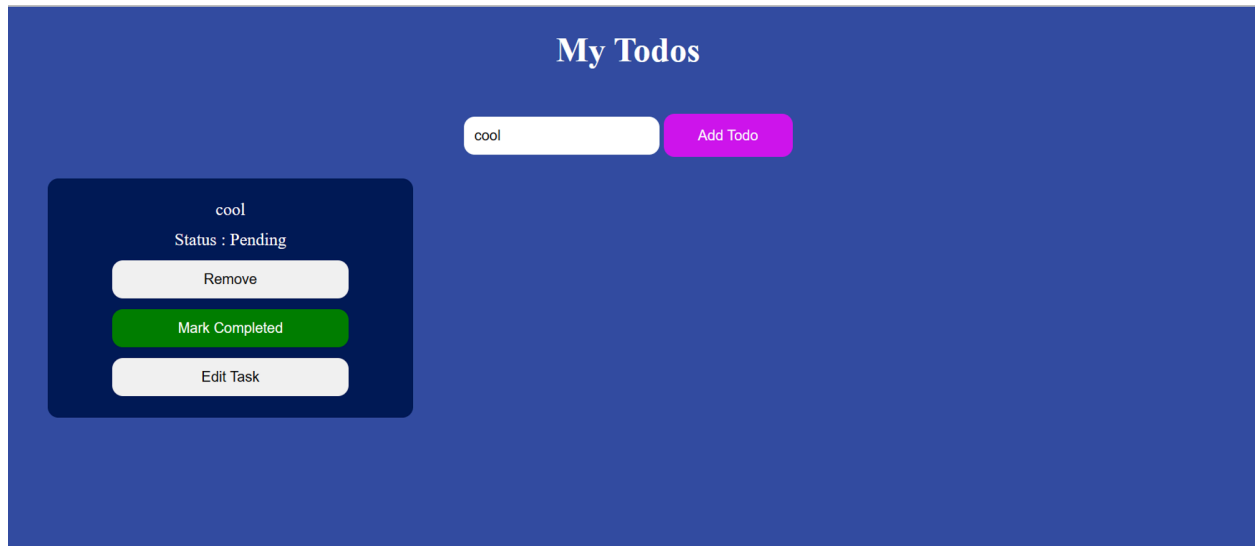 My Todos
cool Add Todo
cool
Status : Pending
Remove
Mark Completed
Edit Task